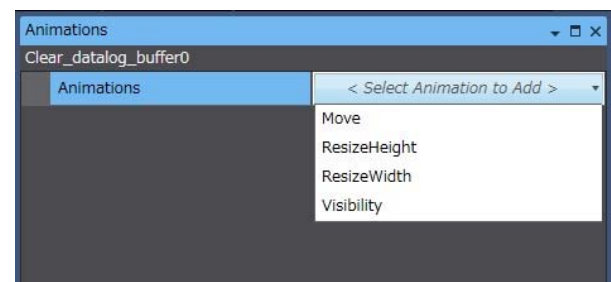 Animations
Clear_datalog_buffer0
Animations < Select Animation to Add >
Move
ResizeHeight
ResizeWidth
Visibility